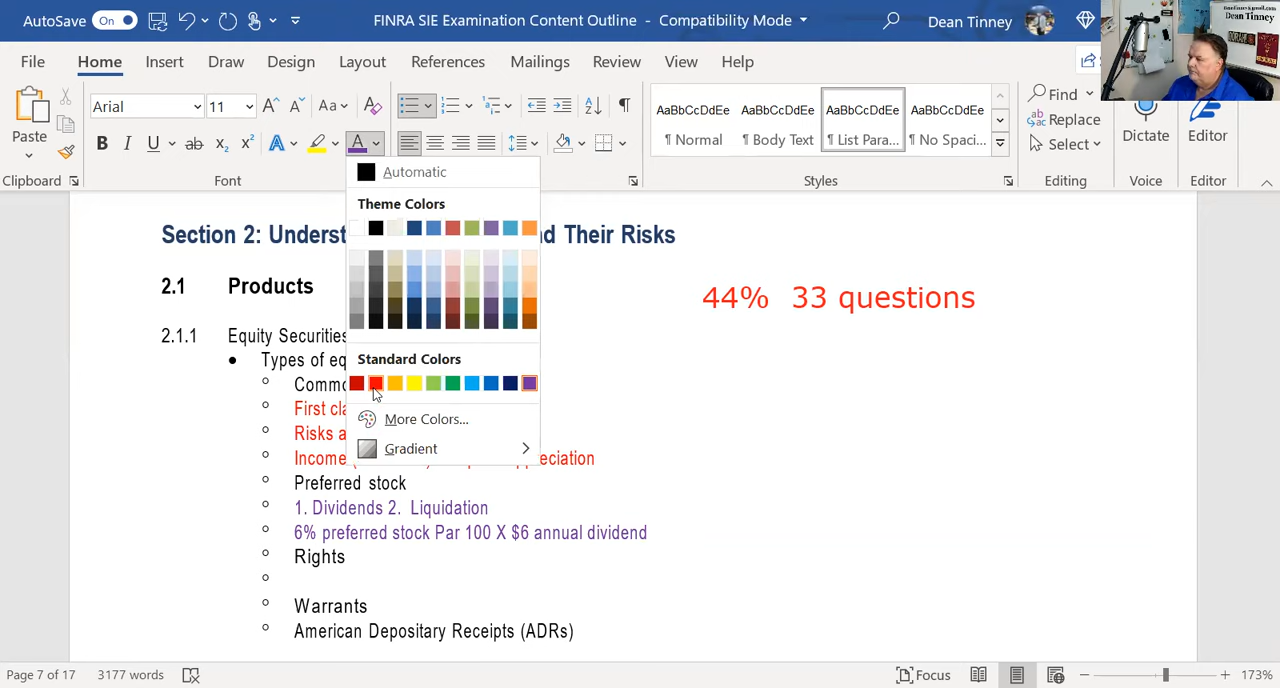 AutoSave On FINRA SIE Examination Content Outline - Compatibility Mode Dean Tinney
Dean Tinney
File Home Insert Draw Design Layout References Mailings Review View Help
Paste Arial 11 Aa AaBbCcDdEe AaBbCcDdEe AaBbCcDdEe AaBbCcDdEe Find
¶ Normal ¶ Body Text ¶ List Para... ¶ No Spaci... Replace
Select Dictate Editor
Clipboard Font Styles Editing Voice Editor
Automatic
Theme Colors
Standard Colors
More Colors...
Gradient
Section 2: Underst nd Their Risks
2.1 Products
44% 33 questions
2.1.1 Equity Securities
Types of eq
Commo
First cla
Risks a
Income ( preciation
Preferred stock
1. Dividends 2. Liquidation
6% preferred stock Par 100 X $6 annual dividend
Rights
Warrants
American Depositary Receipts (ADRs)
Page 7 of 17 3177 words Focus 173%